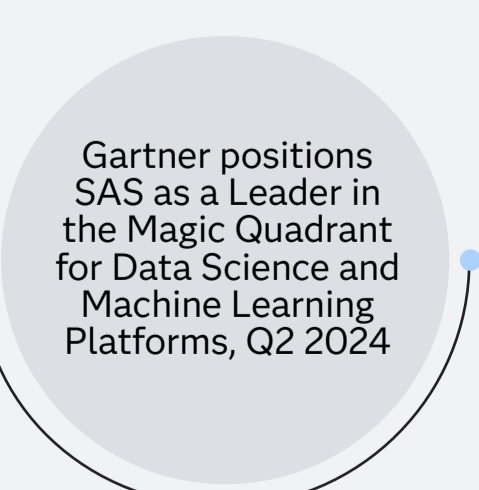 Gartner positions
SAS as a Leader in
the Magic Quadrant
for Data Science and
Machine Learning
Platforms, Q2 2024